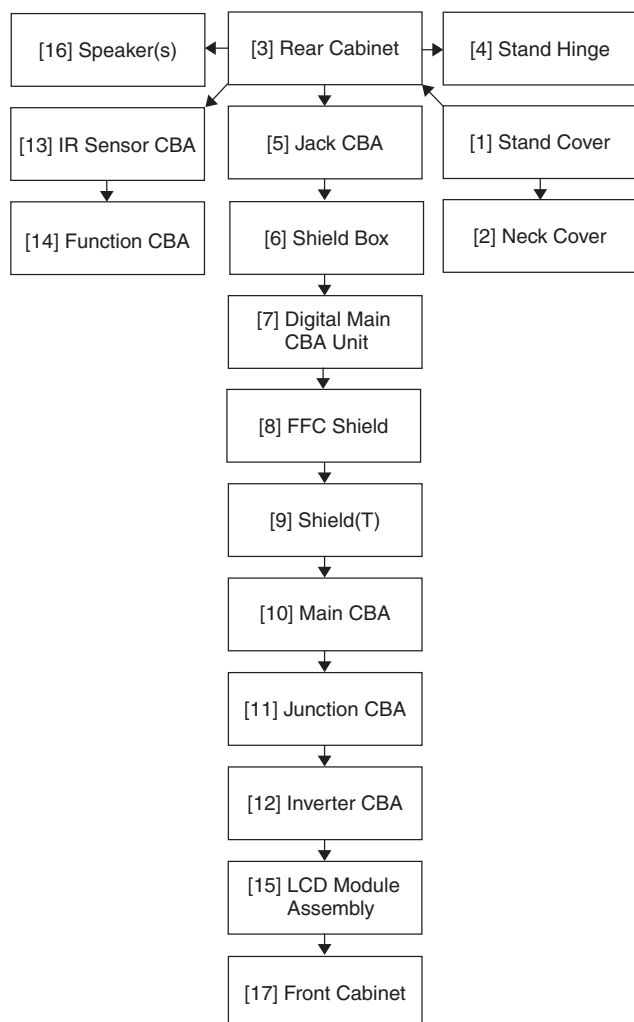 [16] Speaker(s)
[3] Rear Cabinet
[4] Stand Hinge
[13] IR Sensor CBA
[5] Jack CBA
[1] Stand Cover
[14] Function CBA
[6] Shield Box
[2] Neck Cover
[7] Digital Main
CBA Unit
[8] FFC Shield
[9] Shield(T)
[10] Main CBA
[11] Junction CBA
[12] Inverter CBA
[15] LCD Module
Assembly
[17] Front Cabinet